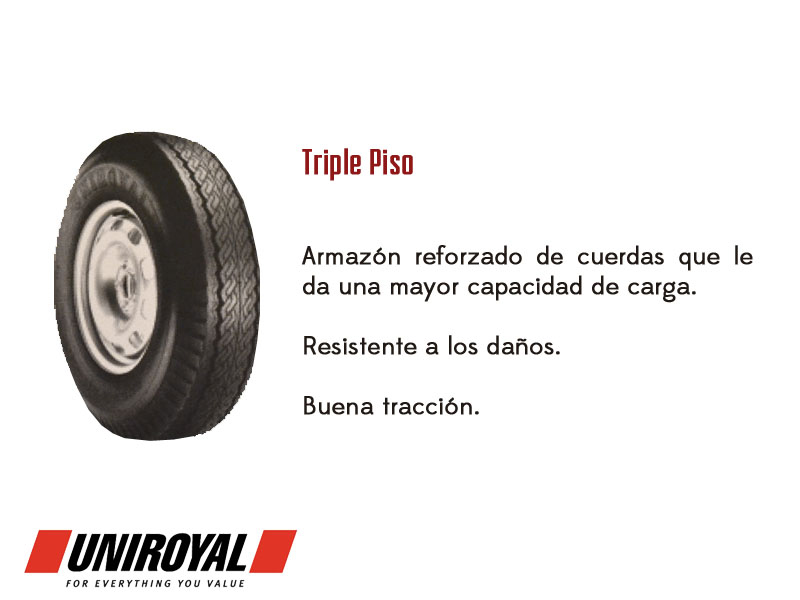 UNIROYAL
Triple Piso
Armazón reforzado de cuerdas que le
da una mayor capacidad de carga.
Resistente a los daños.
Buena tracción.
UNIROYAL
FOR EVERYTHING YOU VALUE